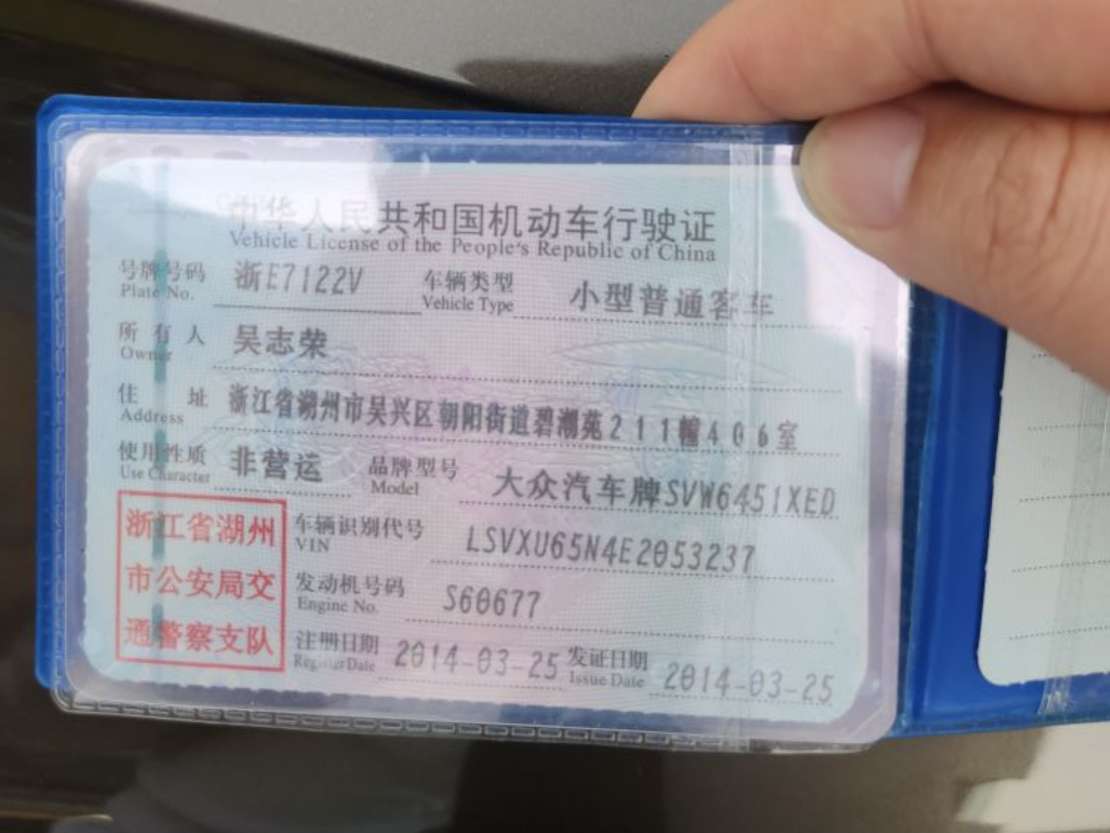 中华人民共和国机动车行驶证
Vehicle License of the People's Republic of China
号牌号码 浙E7122V 车辆类型 小型普通客车
Plate No. Vehicle Type
所有人 吴志荣
Owner
住址 浙江省湖州市吴兴区朝阳街道碧潮苑211幢406室
Address
使用性质 非营运 品牌型号 大众汽车牌SVW6451XED
Use Character Model
浙江省湖州
市公安局交
通警察支队
车辆识别代号 LSVXU65N4E2053237
VIN
发动机号码 S60677
Engine No.
注册日期 2014-03-25 发证日期 2014-03-25
Register Date Issue Date